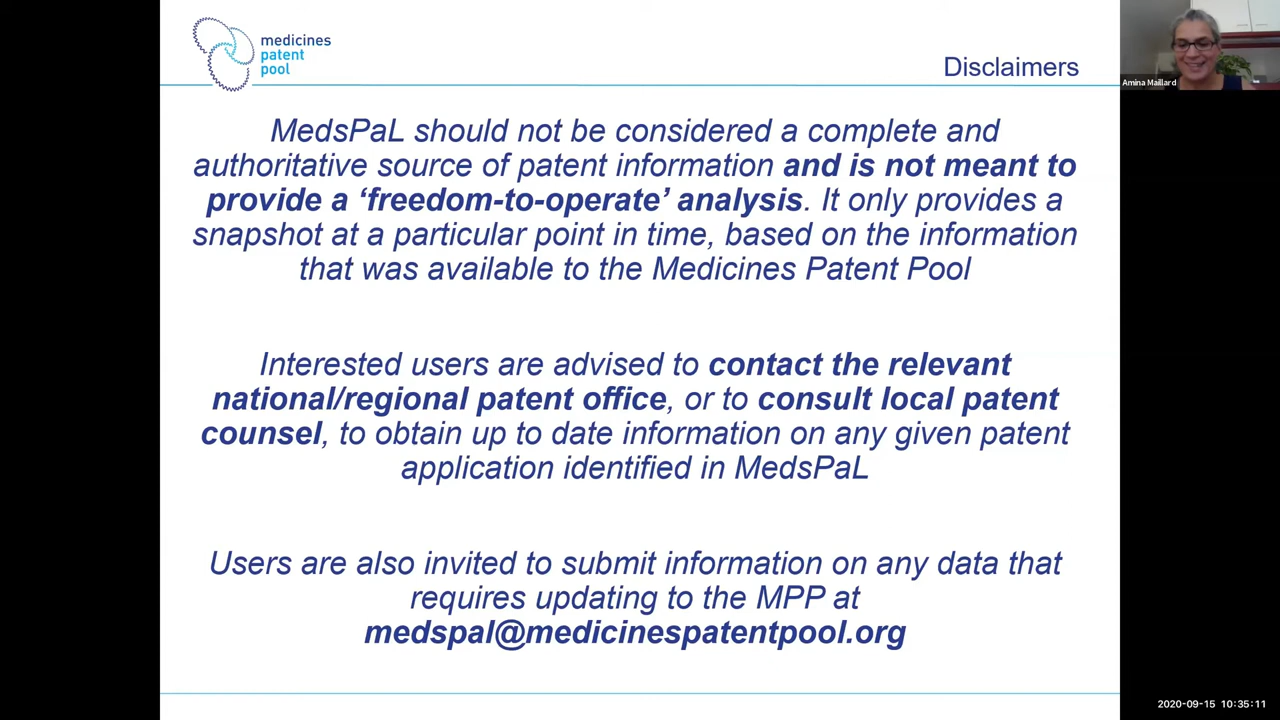 medicines
patent
pool
Disclaimers
Amina Maillard
MedsPaL should not be considered a complete and
authoritative source of patent information and is not meant to
provide a ‘freedom-to-operate’ analysis. It only provides a
snapshot at a particular point in time, based on the information
that was available to the Medicines Patent Pool
Interested users are advised to contact the relevant
national/regional patent office, or to consult local patent
counsel, to obtain up to date information on any given patent
application identified in MedsPaL
Users are also invited to submit information on any data that
requires updating to the MPP at
medspal@medicinespatentpool.org
2020-09-15 10:35:11